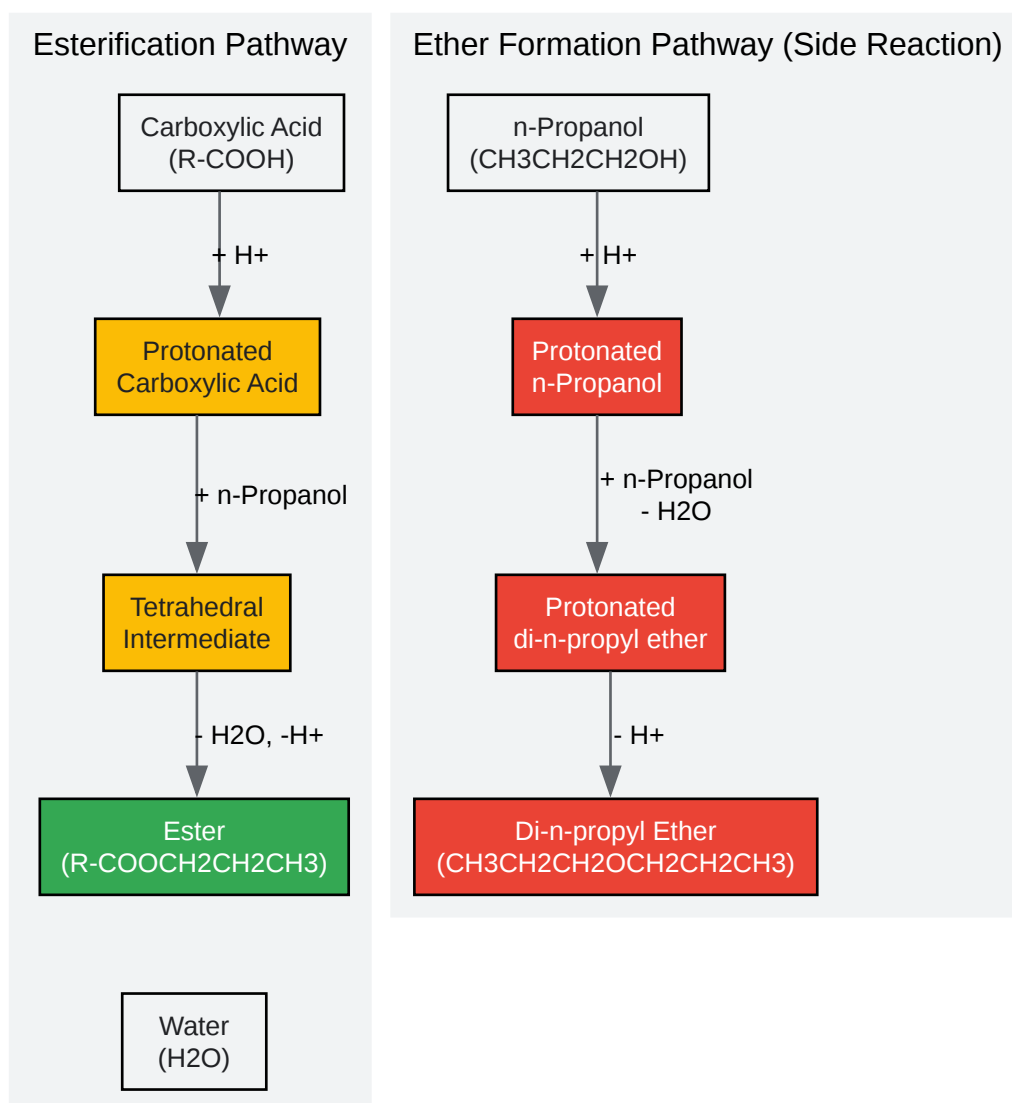 Esterification Pathway
Carboxylic Acid
(R-COOH)
+ H+
Protonated
Carboxylic Acid
+ n-Propanol
Tetrahedral
Intermediate
- H2O, -H+
Ester
(R-COOCH2CH2CH3)
Water
(H2O)
Ether Formation Pathway (Side Reaction)
n-Propanol
(CH3CH2CH2OH)
+ H+
Protonated
n-Propanol
+ n-Propanol
- H2O
Protonated
di-n-propyl ether
- H+
Di-n-propyl Ether
(CH3CH2CH2OCH2CH2CH3)